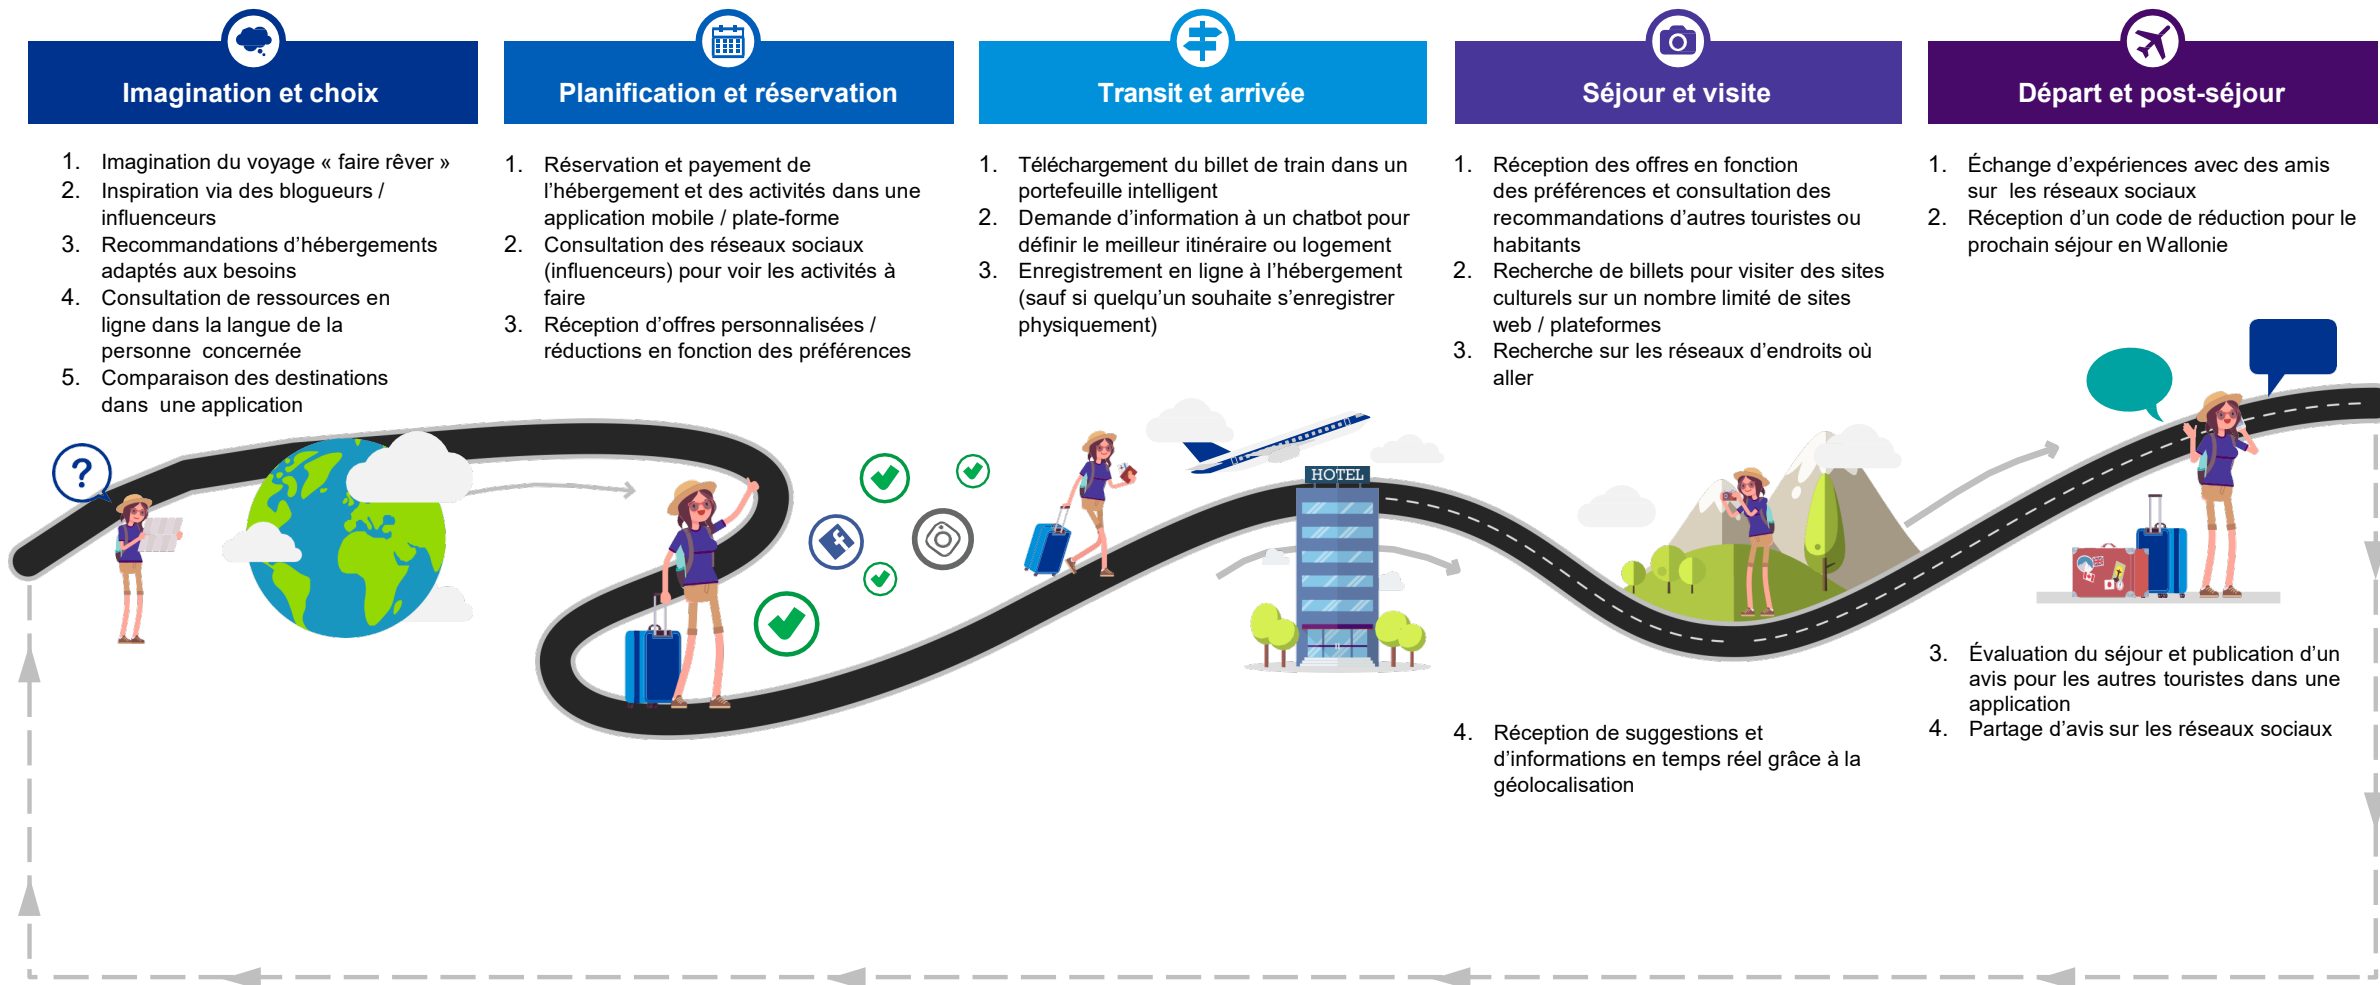 Imagination et choix
1. Imagination du voyage « faire rêver »
2. Inspiration via des blogueurs /
influenceurs
3. Recommandations d’hébergements
adaptés aux besoins
4. Consultation de ressources en
ligne dans la langue de la
personne concernée
5. Comparaison des destinations
dans une application
?
Planification et réservation
1. Réservation et payement de
l’hébergement et des activités dans une
application mobile / plate-forme
2. Consultation des réseaux sociaux
(influenceurs) pour voir les activités à
faire
3. Réception d’offres personnalisées /
réductions en fonction des préférences
f
Transit et arrivée
1. Téléchargement du billet de train dans un
portefeuille intelligent
2. Demande d’information à un chatbot pour
définir le meilleur itinéraire ou logement
3. Enregistrement en ligne à l’hébergement
(sauf si quelqu’un souhaite s’enregistrer
physiquement)
HOTEL
Séjour et visite
1. Réception des offres en fonction
des préférences et consultation des
recommandations d’autres touristes ou
habitants
2. Recherche de billets pour visiter des sites
culturels sur un nombre limité de sites
web / plateformes
3. Recherche sur les réseaux d’endroits où
aller
4. Réception de suggestions et
d’informations en temps réel grâce à la
géolocalisation
Départ et post-séjour
1. Échange d’expériences avec des amis
sur les réseaux sociaux
2. Réception d’un code de réduction pour le
prochain séjour en Wallonie
3. Évaluation du séjour et publication d’un
avis pour les autres touristes dans une
application
4. Partage d’avis sur les réseaux sociaux